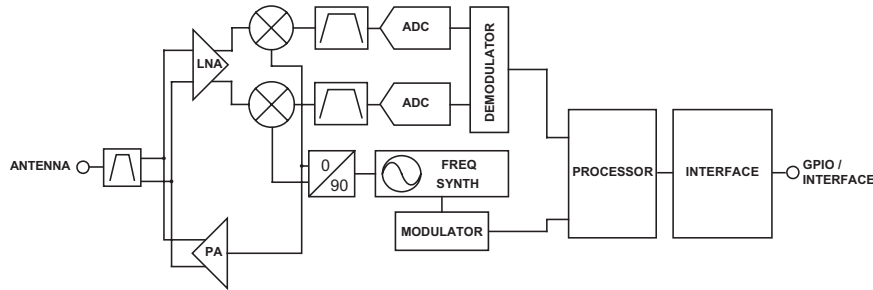 LNA
ADC
ADC
DEMODULATOR
ANTENNA
0
90
FREQ
SYNTH
MODULATOR
PA
PROCESSOR
INTERFACE
GPIO /
INTERFACE